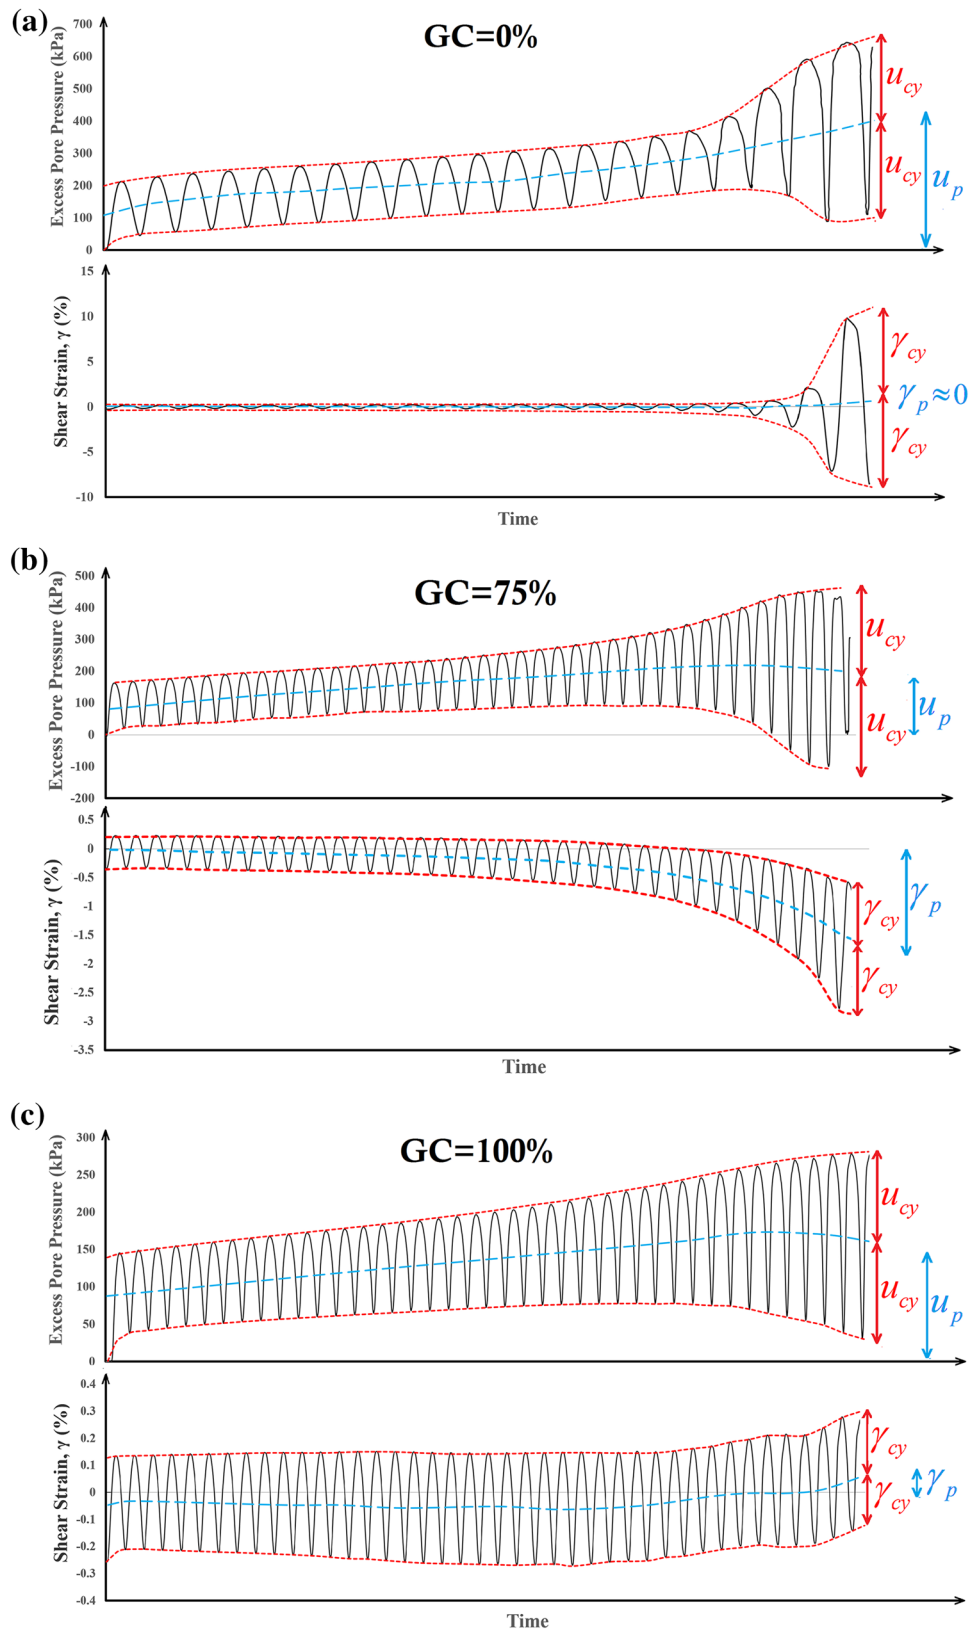 (a)
GC=0%
Excess Pore Pressure (kPa)
700
600
500
400
300
200
100
0
u_cy
u_cy
u_p
Shear Strain, γ (%)
15
10
5
0
-5
-10
γ_cy
γ_p≈0
γ_cy
Time
(b)
GC=75%
Excess Pore Pressure (kPa)
500
400
300
200
100
0
-100
-200
u_cy
u_cy
u_p
Shear Strain, γ (%)
0.5
0
-0.5
-1
-1.5
-2
-2.5
-3
-3.5
γ_p
γ_cy
γ_cy
Time
(c)
GC=100%
Excess Pore Pressure (kPa)
300
250
200
150
100
50
0
u_cy
u_cy
u_p
Shear Strain, γ (%)
0.4
0.3
0.2
0.1
0
-0.1
-0.2
-0.3
-0.4
γ_cy
γ_p
γ_cy
Time